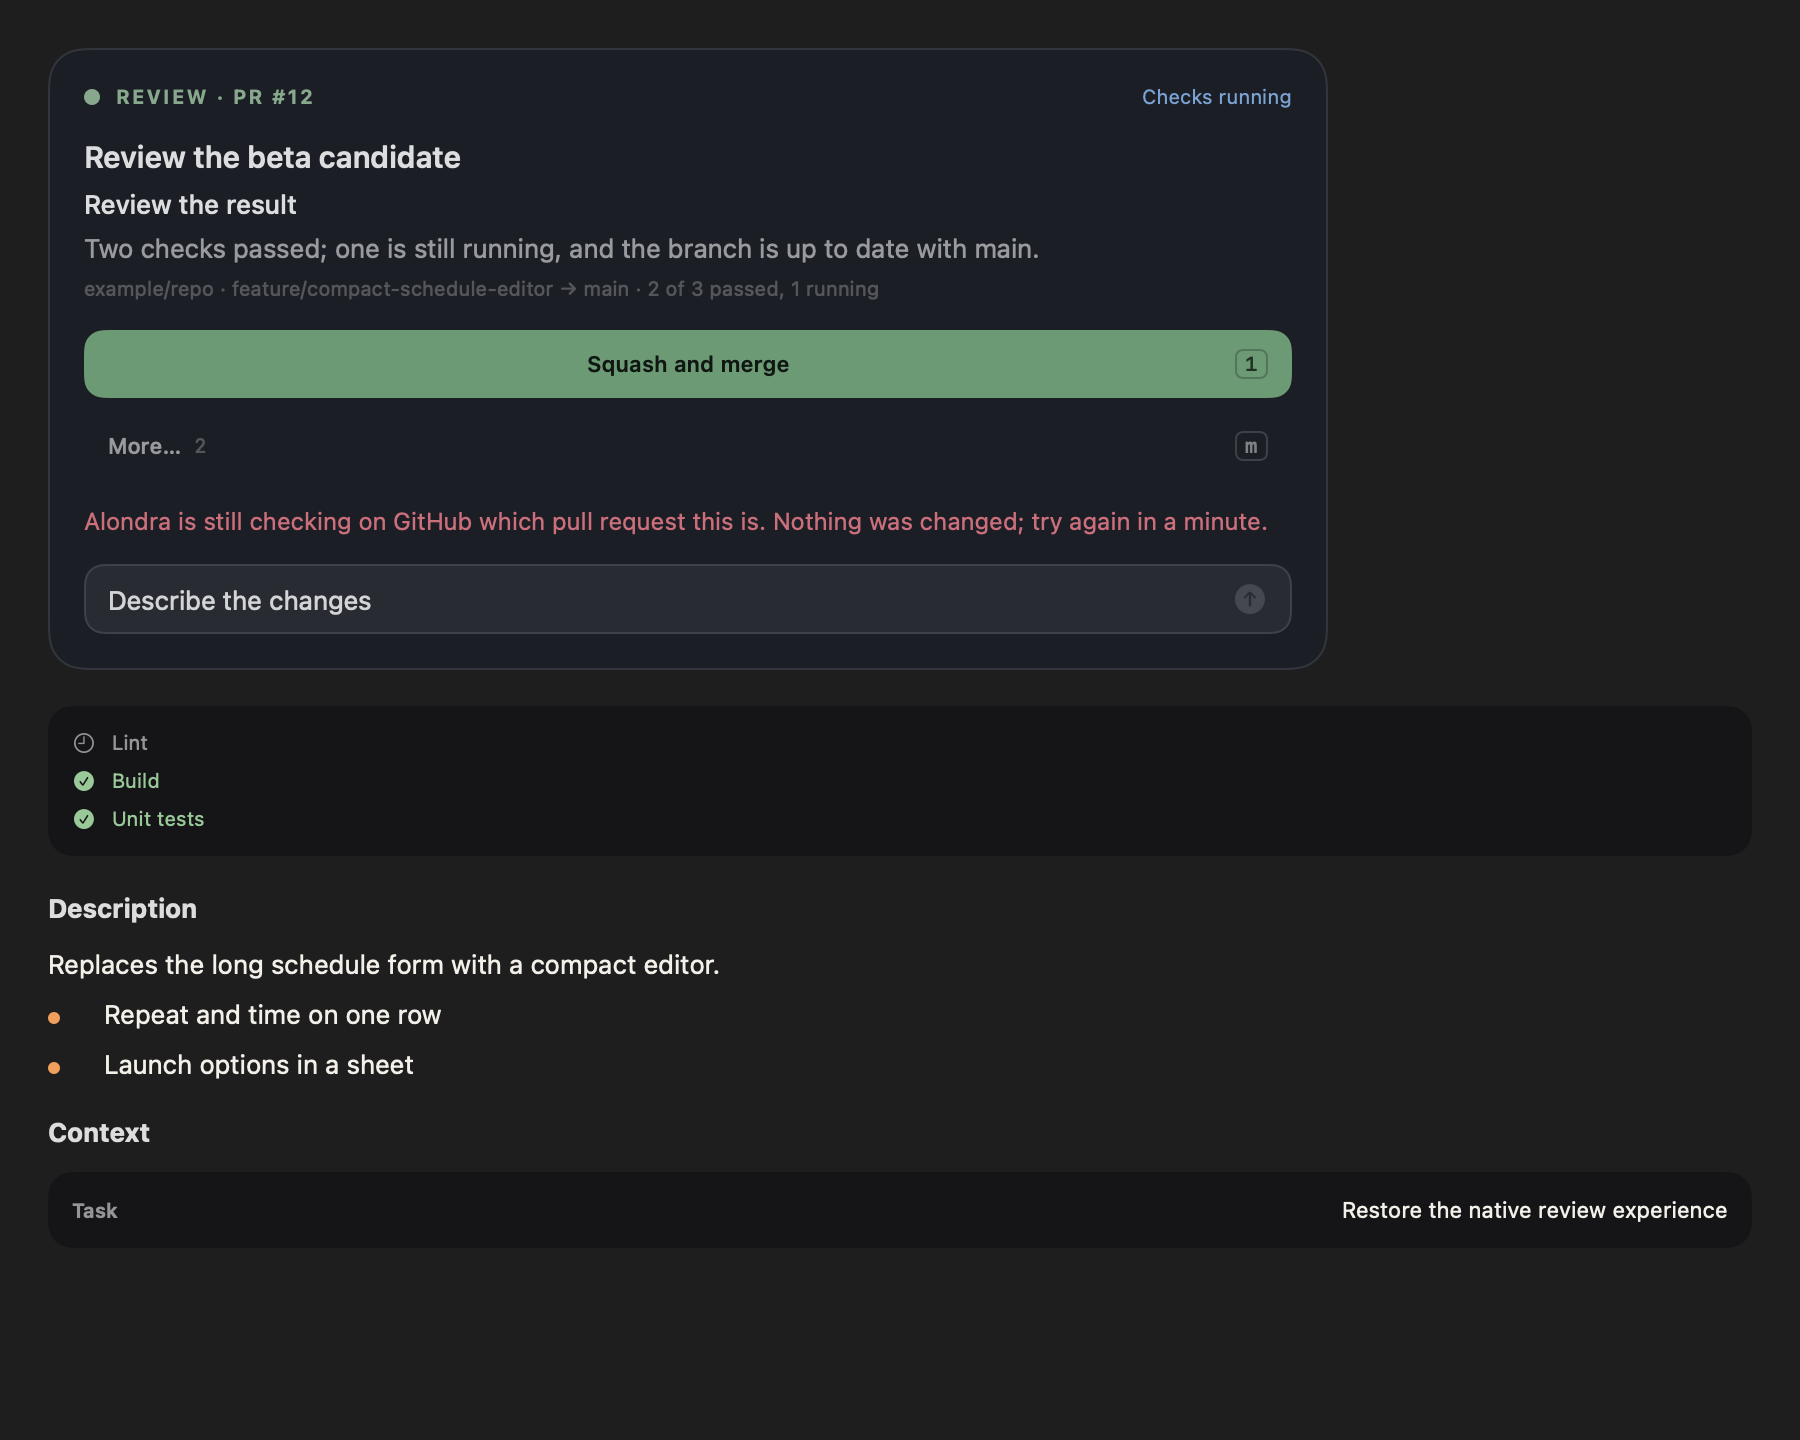 REVIEW · PR #12
Checks running
Review the beta candidate
Review the result
Two checks passed; one is still running, and the branch is up to date with main.
example/repo · feature/compact-schedule-editor → main · 2 of 3 passed, 1 running
Squash and merge 1
More... 2 m
Alondra is still checking on GitHub which pull request this is. Nothing was changed; try again in a minute.
Describe the changes
Lint
Build
Unit tests
Description
Replaces the long schedule form with a compact editor.
Repeat and time on one row
Launch options in a sheet
Context
Task
Restore the native review experience